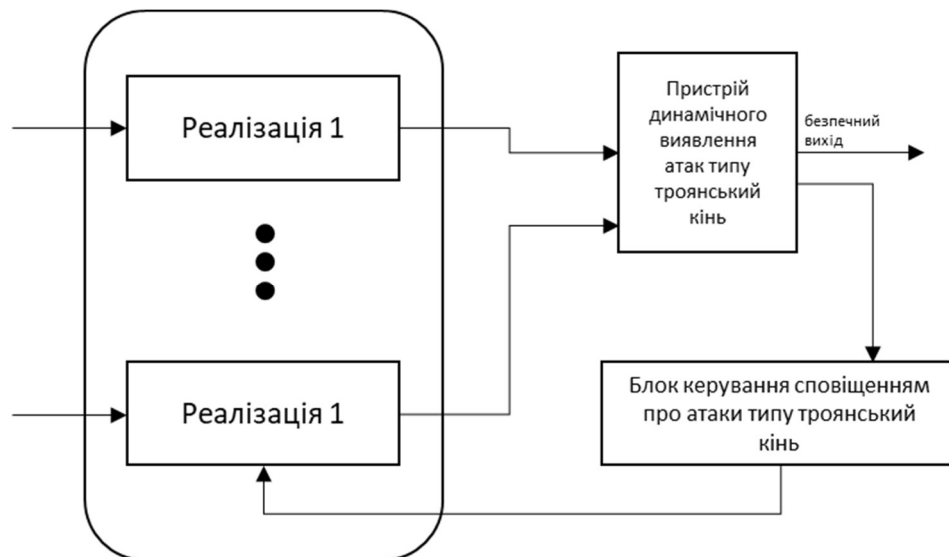 Реалізація 1
Пристрій
динамічного
виявлення
атак типу
троянський
кінь
безпечний
вихід
Реалізація 1
Блок керування сповіщенням
про атаки типу троянський
кінь